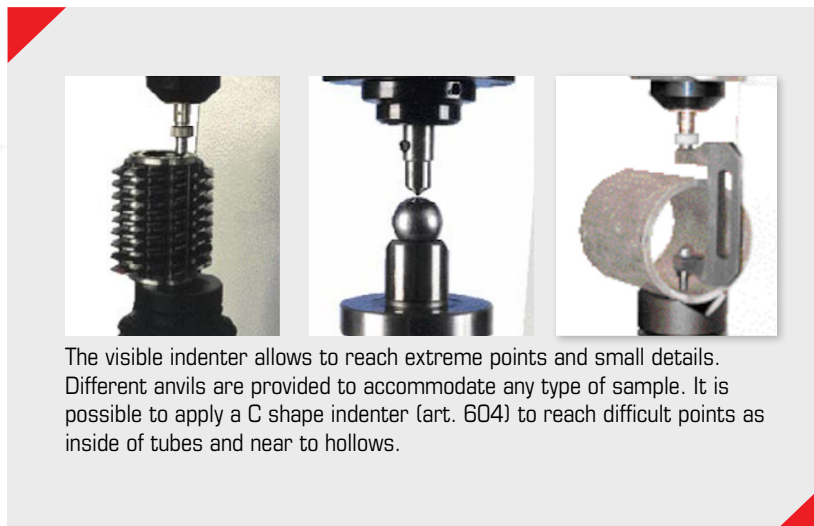 The visible indenter allows to reach extreme points and small details.
Different anvils are provided to accommodate any type of sample. It is
possible to apply a C shape indenter (art. 604) to reach difficult points as
inside of tubes and near to hollows.